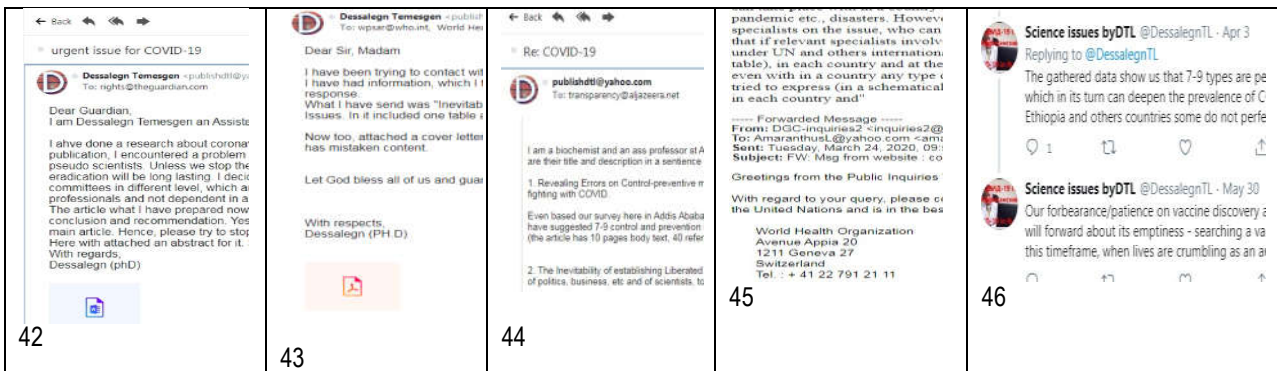 Back
urgent issue for COVID-19
Dessalegn Temesgen <publishdtl@ya
To: rights@theguardian.com
Dear Guardian,
I am Dessalegn Temesgen an Assista
I ahve done a research about coronar
publication, I encountered a problem
pseudo scientists. Unless we stop the
eradication will be long lasting. I decid
committees in different level, which a
professionals and not dependent in a
The article what I have prepared now
conclusion and recommendation. Yes
main article. Hence, please try to stop
Here with attached an abstract for it.
With regards,
Dessalegn (phD)
42
Dessalegn Temesgen <publish
To: wpsar@who.int, World Hea
Dear Sir, Madam
I have been trying to contact wit
I have had information, which I
response.
What I have send was "Inevitab
Issues. In it included one table a
Now too, attached a cover letter
has mistaken content.
Let God bless all of us and guar
With respects,
Dessalegn (PH.D)
43
Back
Re: COVID-19
publishdtl@yahoo.com
To: transparency@aljazeera.net
I am a biochemist and an ass professor at A
are their title and description in a sentience
1. Revealing Errors on Control-preventive m
fighting with COVID.
Even based our survey here in Addis Ababa
have suggested 7-9 control and prevention
(the article has 10 pages body text, 40 refer
2. The Inevitability of establishing Liberated
of politics, business, etc and of scientists, to
44
pandemic etc., disasters. Howeve
specialists on the issue, who can
that if relevant specialists involv
under UN and others internation
table), in each country and at the
even with in a country any type
tried to express (in a schematical
in each country and"
----- Forwarded Message -----
From: DGC-inquiries2 <inquiries2@
To: AmaranthusL@yahoo.com <ama
Sent: Tuesday, March 24, 2020, 09:
Subject: FW: Msg from website : co
Greetings from the Public Inquiries
With regard to your query, please co
the United Nations and is in the bes
World Health Organization
Avenue Appia 20
1211 Geneva 27
Switzerland
Tel. : + 41 22 791 21 11
45
Science issues byDTL @DessalegnTL · Apr 3
Replying to @DessalegnTL
The gathered data show us that 7-9 types are pe
which in its turn can deepen the prevalence of C
Ethiopia and others countries some do not perfe
1
Science issues byDTL @DessalegnTL · May 30
Our forbearance/patience on vaccine discovery a
will forward about its emptiness - searching a va
this timeframe, when lives are crumbling as an a
46